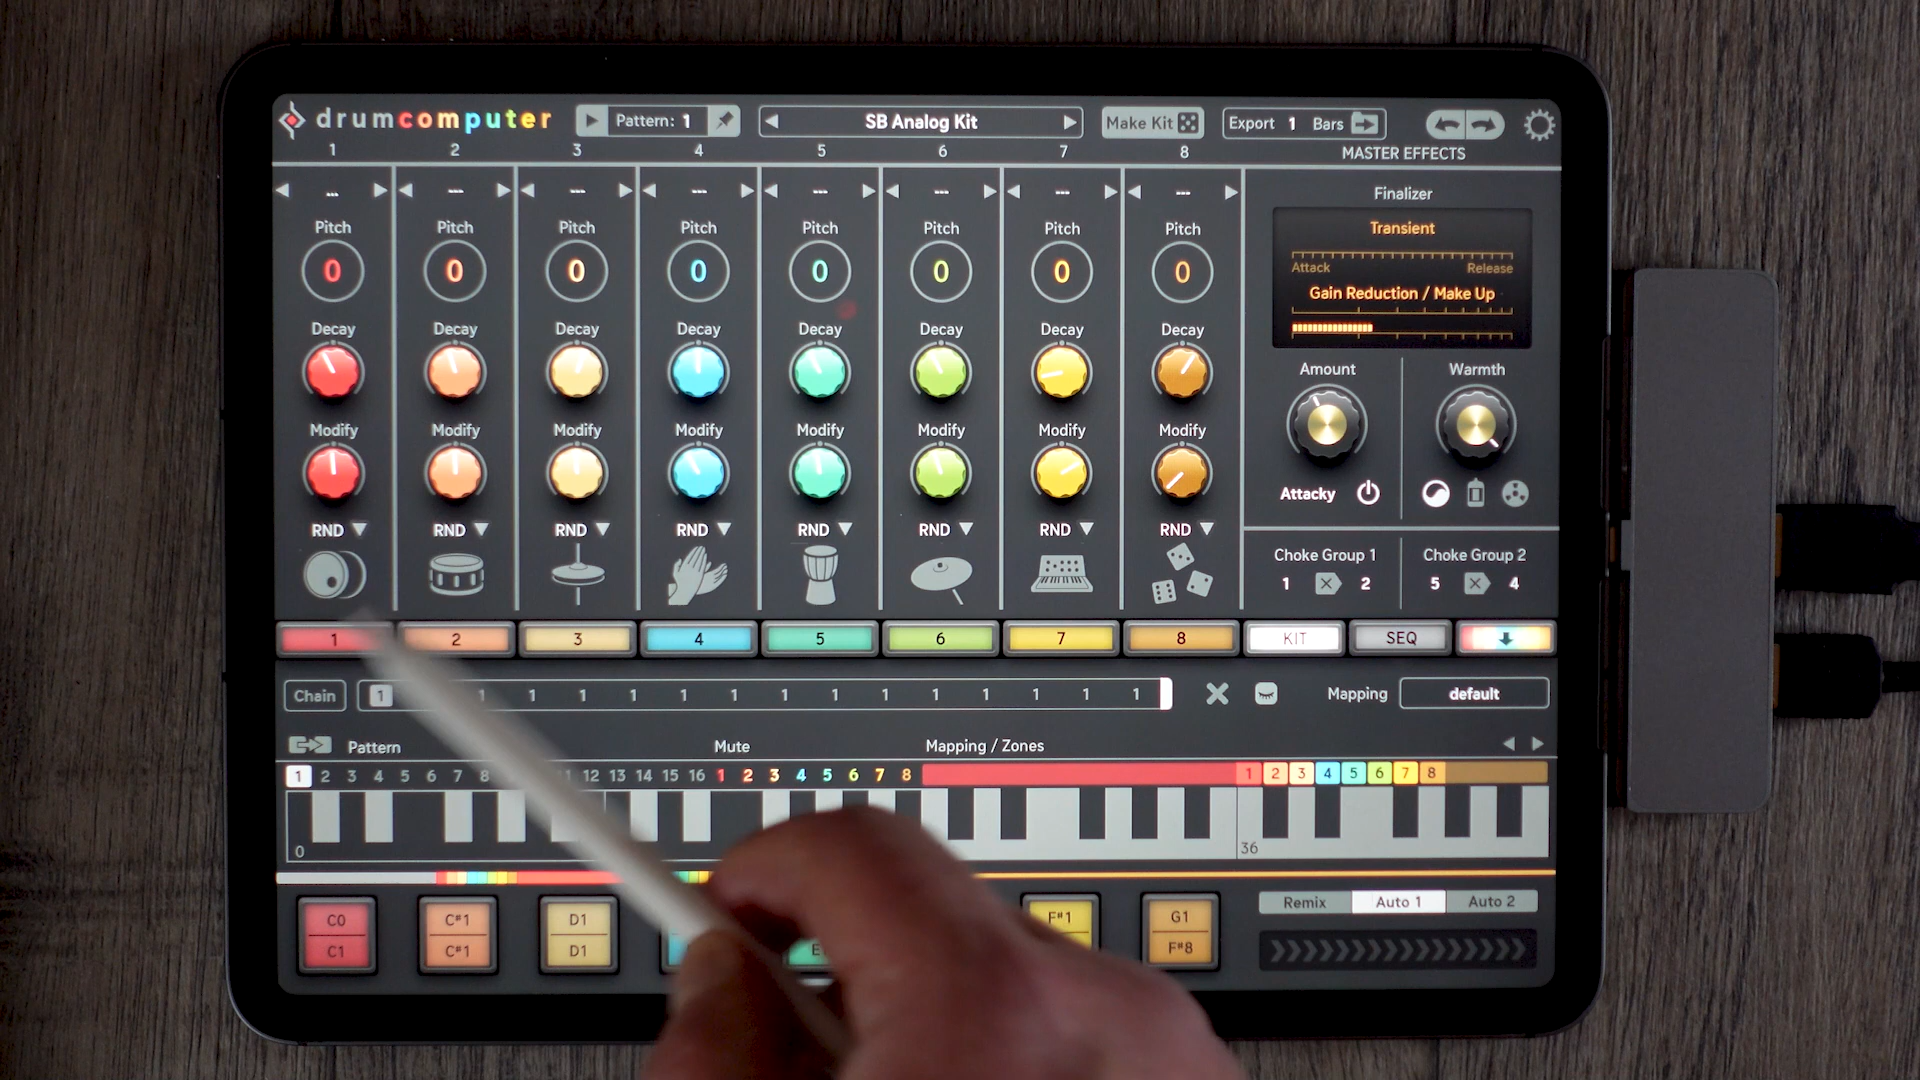 drumcomputer
Pattern: 1
SB Analog Kit
Make Kit
Export 1 Bars
1 2 3 4 5 6 7 8
MASTER EFFECTS
--- --- --- --- --- --- --- ---
Finalizer
Pitch Pitch Pitch Pitch Pitch Pitch Pitch Pitch
0 0 0 0 0 0 0 0
Transient
Attack Release
Gain Reduction / Make Up
Decay Decay Decay Decay Decay Decay Decay Decay
Amount Warmth
Modify Modify Modify Modify Modify Modify Modify Modify
Attacky
RND RND RND RND RND RND RND RND
Choke Group 1 Choke Group 2
1 2 5 4
1 2 3 4 5 6 7 8 KIT SEQ
Chain 1 1 1 1 1 1 1 1 1 1 1 1 1 1 1
Mapping default
Pattern Mute Mapping / Zones
1 2 3 4 5 6 7 8 12 13 14 15 16 1 2 3 4 5 6 7 8 1 2 3 4 5 6 7 8
0 36
C0 C#1 D1 F#1 G1
C1 C#1 D1 F#8
Remix Auto 1 Auto 2